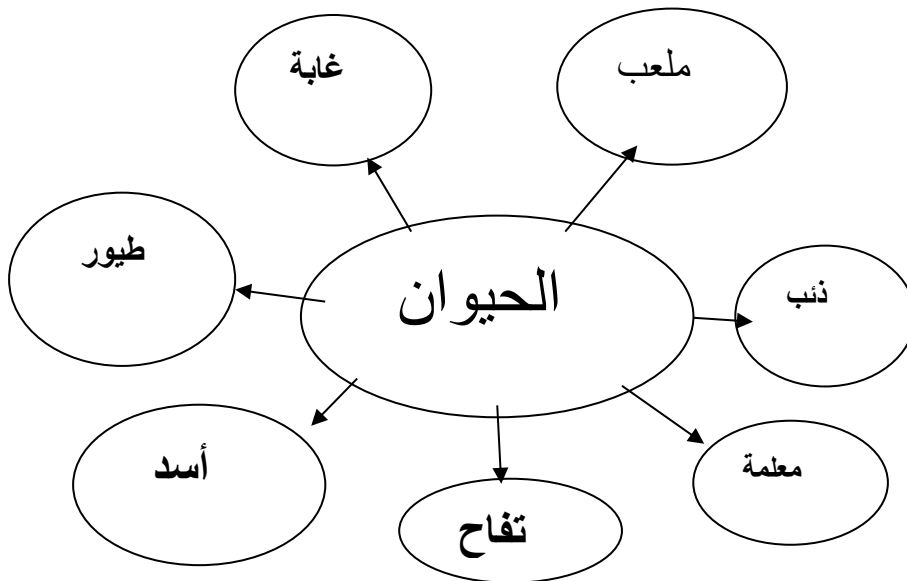 ملعب
غابة
طيور
الحيوان
ذئب
أسد
معلمة
تفاح